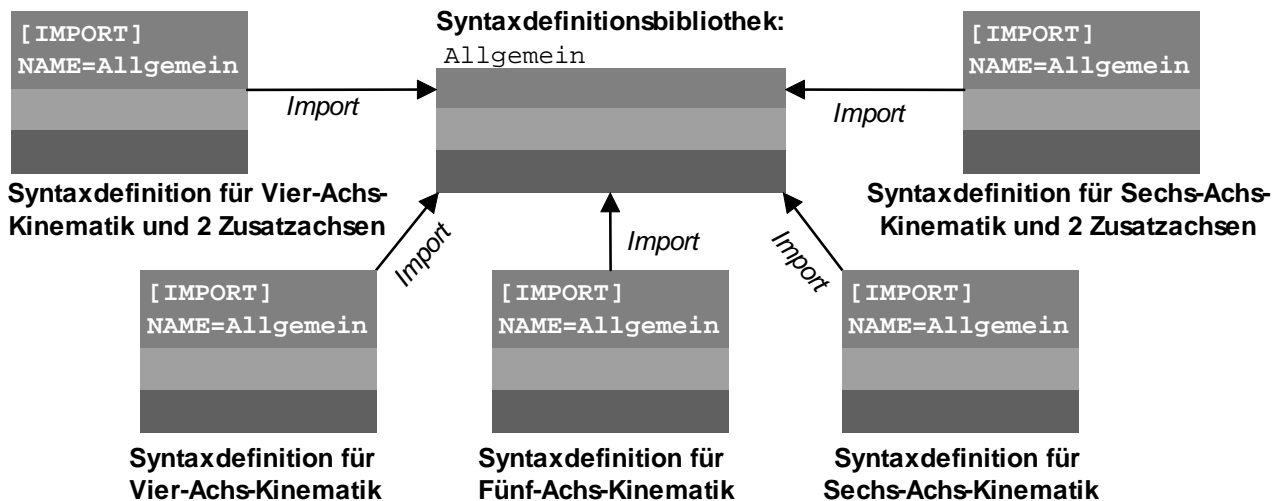 [IMPORT]
NAME=Allgemein
Syntaxdefinition für Vier-Achs-
Kinematik und 2 Zusatzachsen
Import
Syntaxdefinitionsbibliothek:
Allgemein
Import
[IMPORT]
NAME=Allgemein
Syntaxdefinition für Sechs-Achs-
Kinematik und 2 Zusatzachsen
Import
Import
Import
[IMPORT]
NAME=Allgemein
Syntaxdefinition für
Vier-Achs-Kinematik
[IMPORT]
NAME=Allgemein
Syntaxdefinition für
Fünf-Achs-Kinematik
[IMPORT]
NAME=Allgemein
Syntaxdefinition für
Sechs-Achs-Kinematik